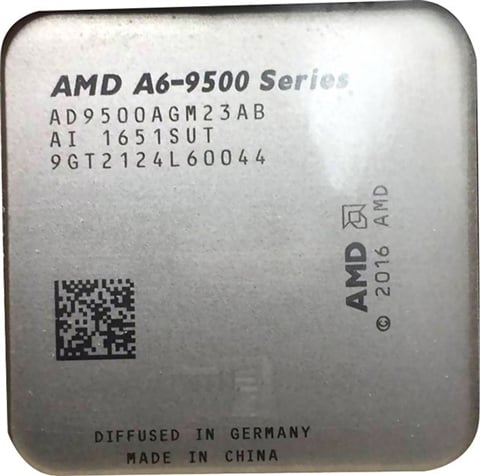 AMD A6-9500 Series
AD9500AGM23AB
AI 1651SUT
9GT2124L60044
AMD
© 2016 AMD
DIFFUSED IN GERMANY
MADE IN CHINA